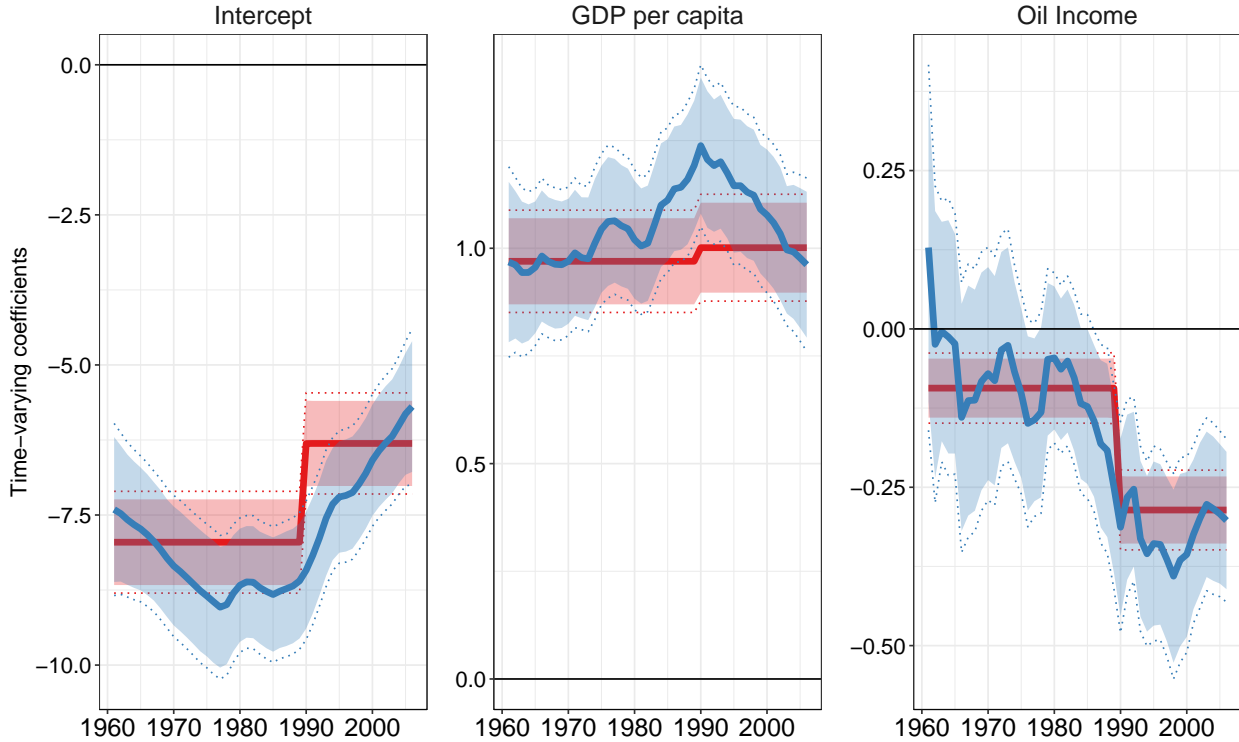 Intercept
GDP per capita
Oil Income
Time−varying coefficients
0.0
−2.5
−5.0
−7.5
−10.0
1960 1970 1980 1990 2000
1.0
0.5
0.0
1960 1970 1980 1990 2000
0.25
0.00
−0.25
−0.50
1960 1970 1980 1990 2000